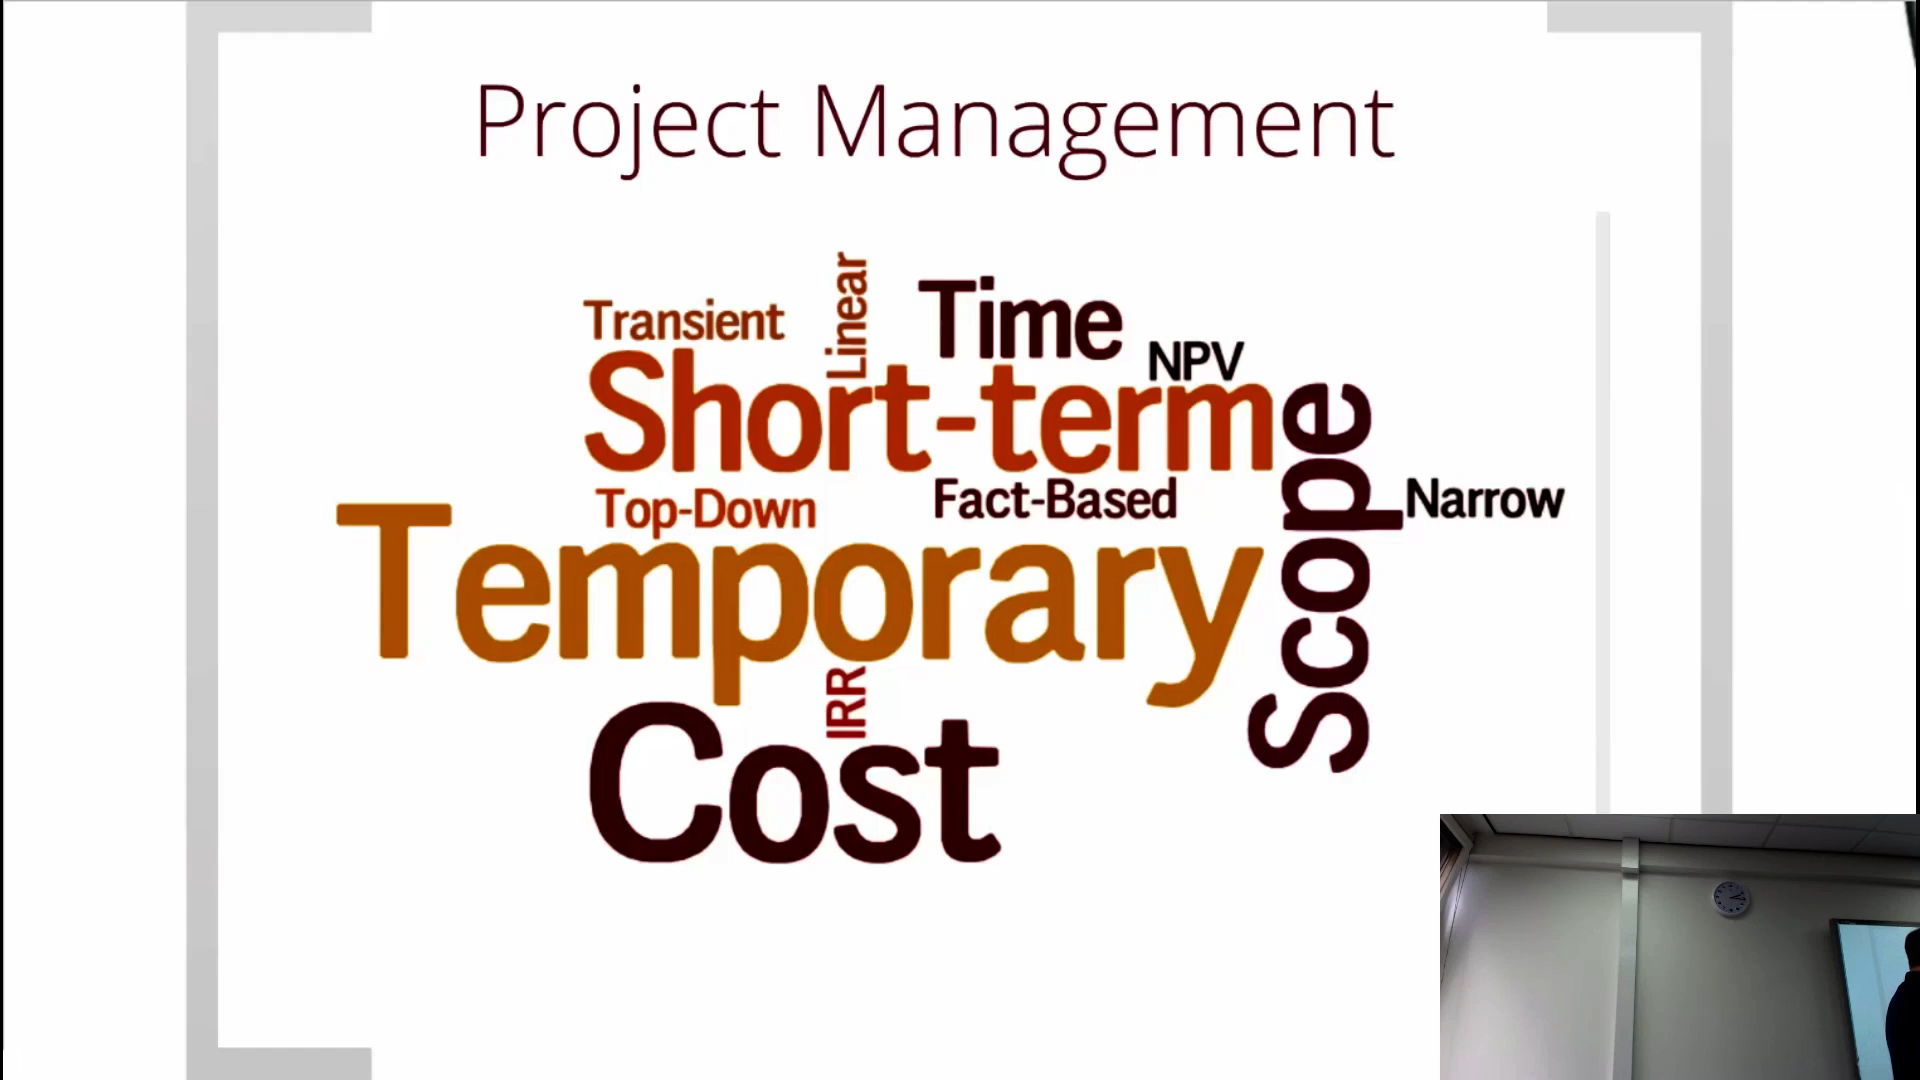 Project Management
Linear
Time
Transient
NPV
Short-term
Scope
Top-Down
Fact-Based
Narrow
Temporary
IRR
Cost